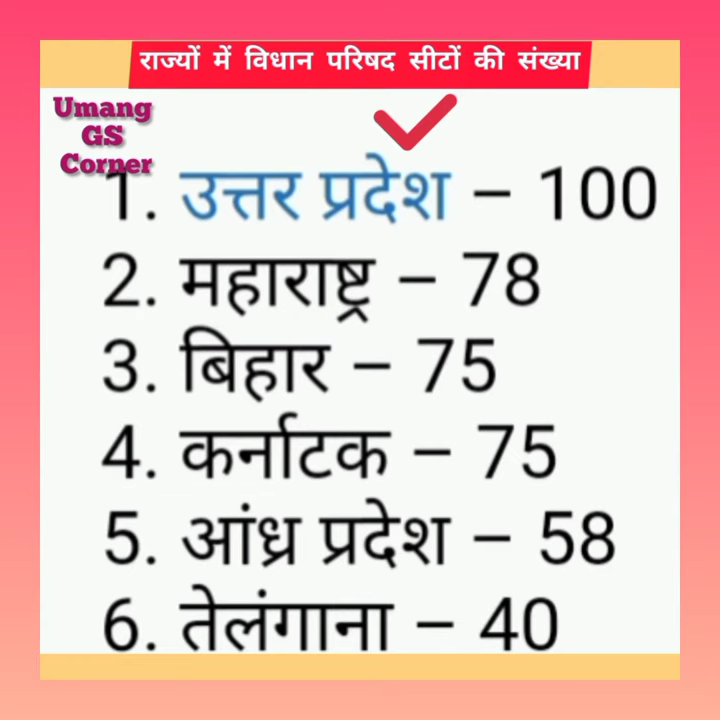 राज्यों में विधान परिषद सीटों की संख्या
Umang
GS
Corner
1. उत्तर प्रदेश – 100
2. महाराष्ट्र – 78
3. बिहार – 75
4. कर्नाटक – 75
5. आंध्र प्रदेश – 58
6. तेलंगाना – 40